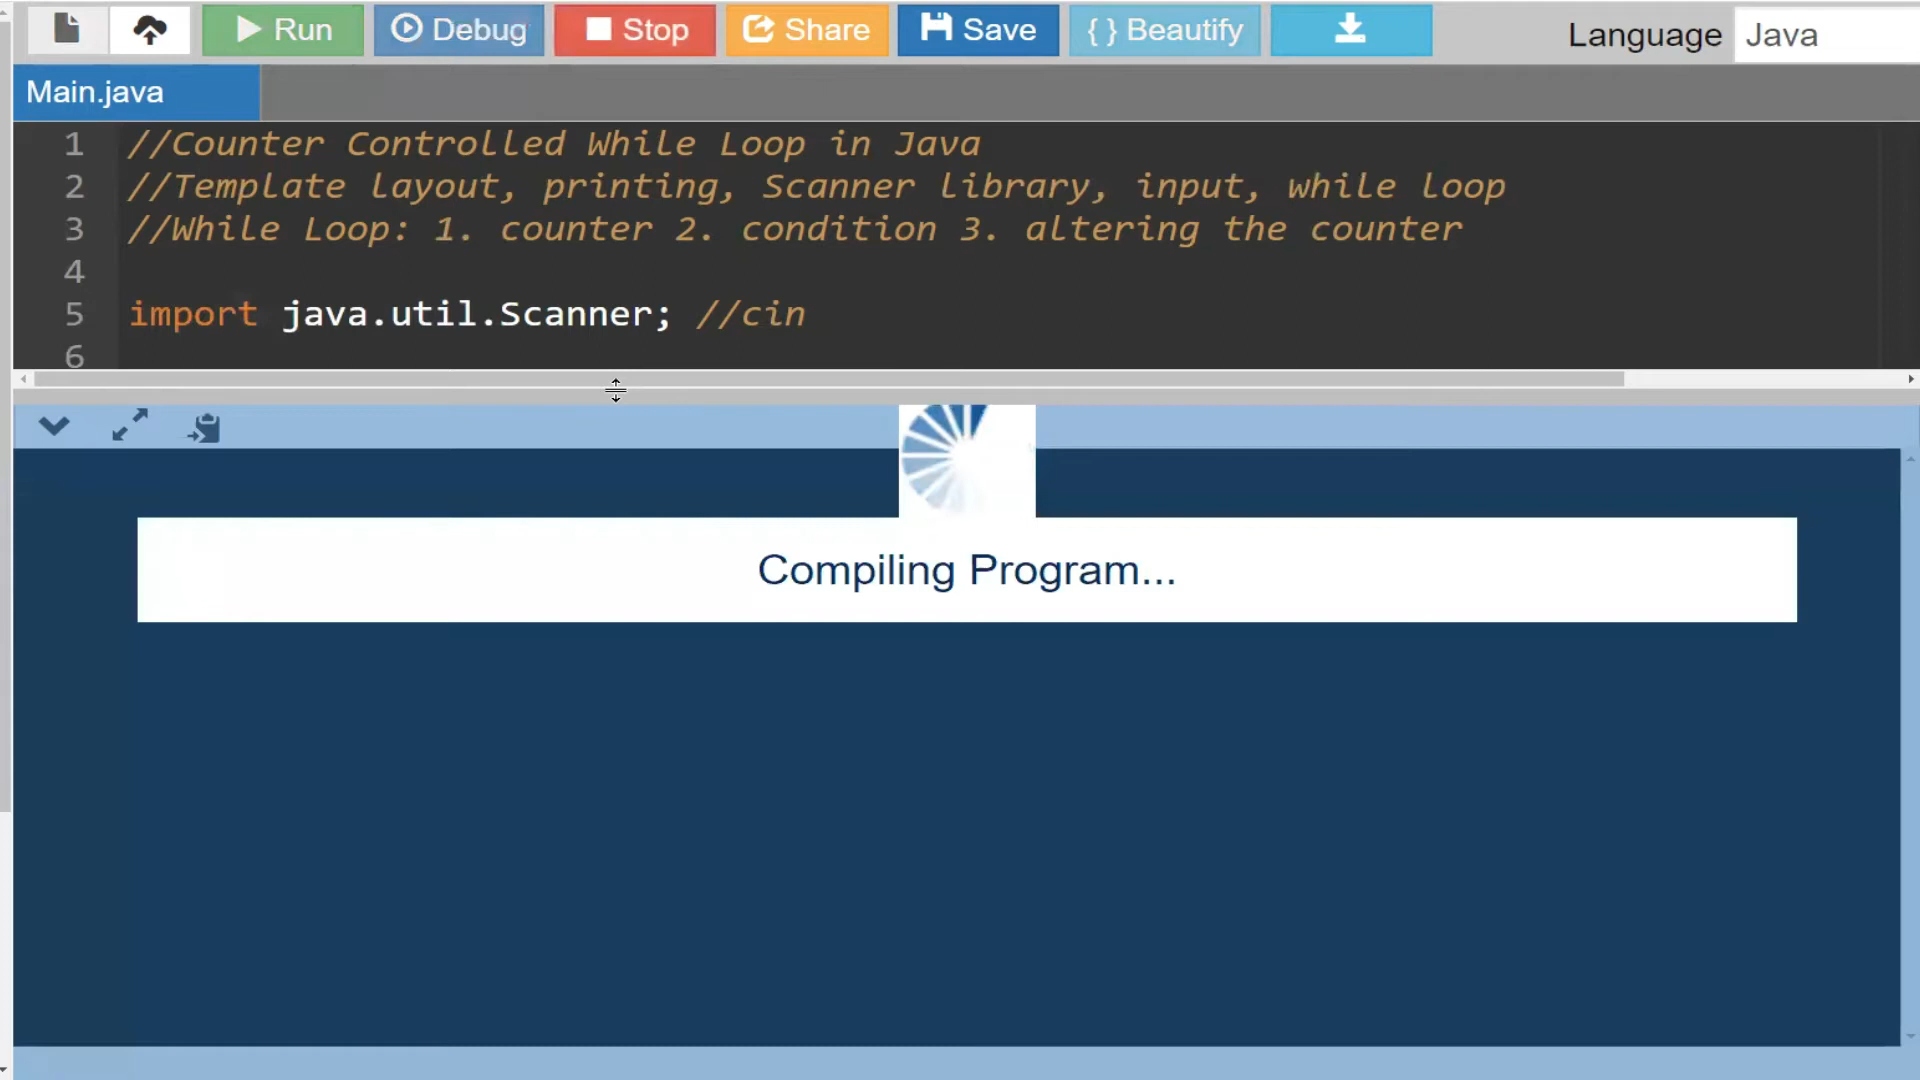 Run Debug Stop Share Save { } Beautify Language Java
Main.java
1 //Counter Controlled While Loop in Java
2 //Template layout, printing, Scanner library, input, while loop
3 //While Loop: 1. counter 2. condition 3. altering the counter
4
5 import java.util.Scanner; //cin
6
Compiling Program...